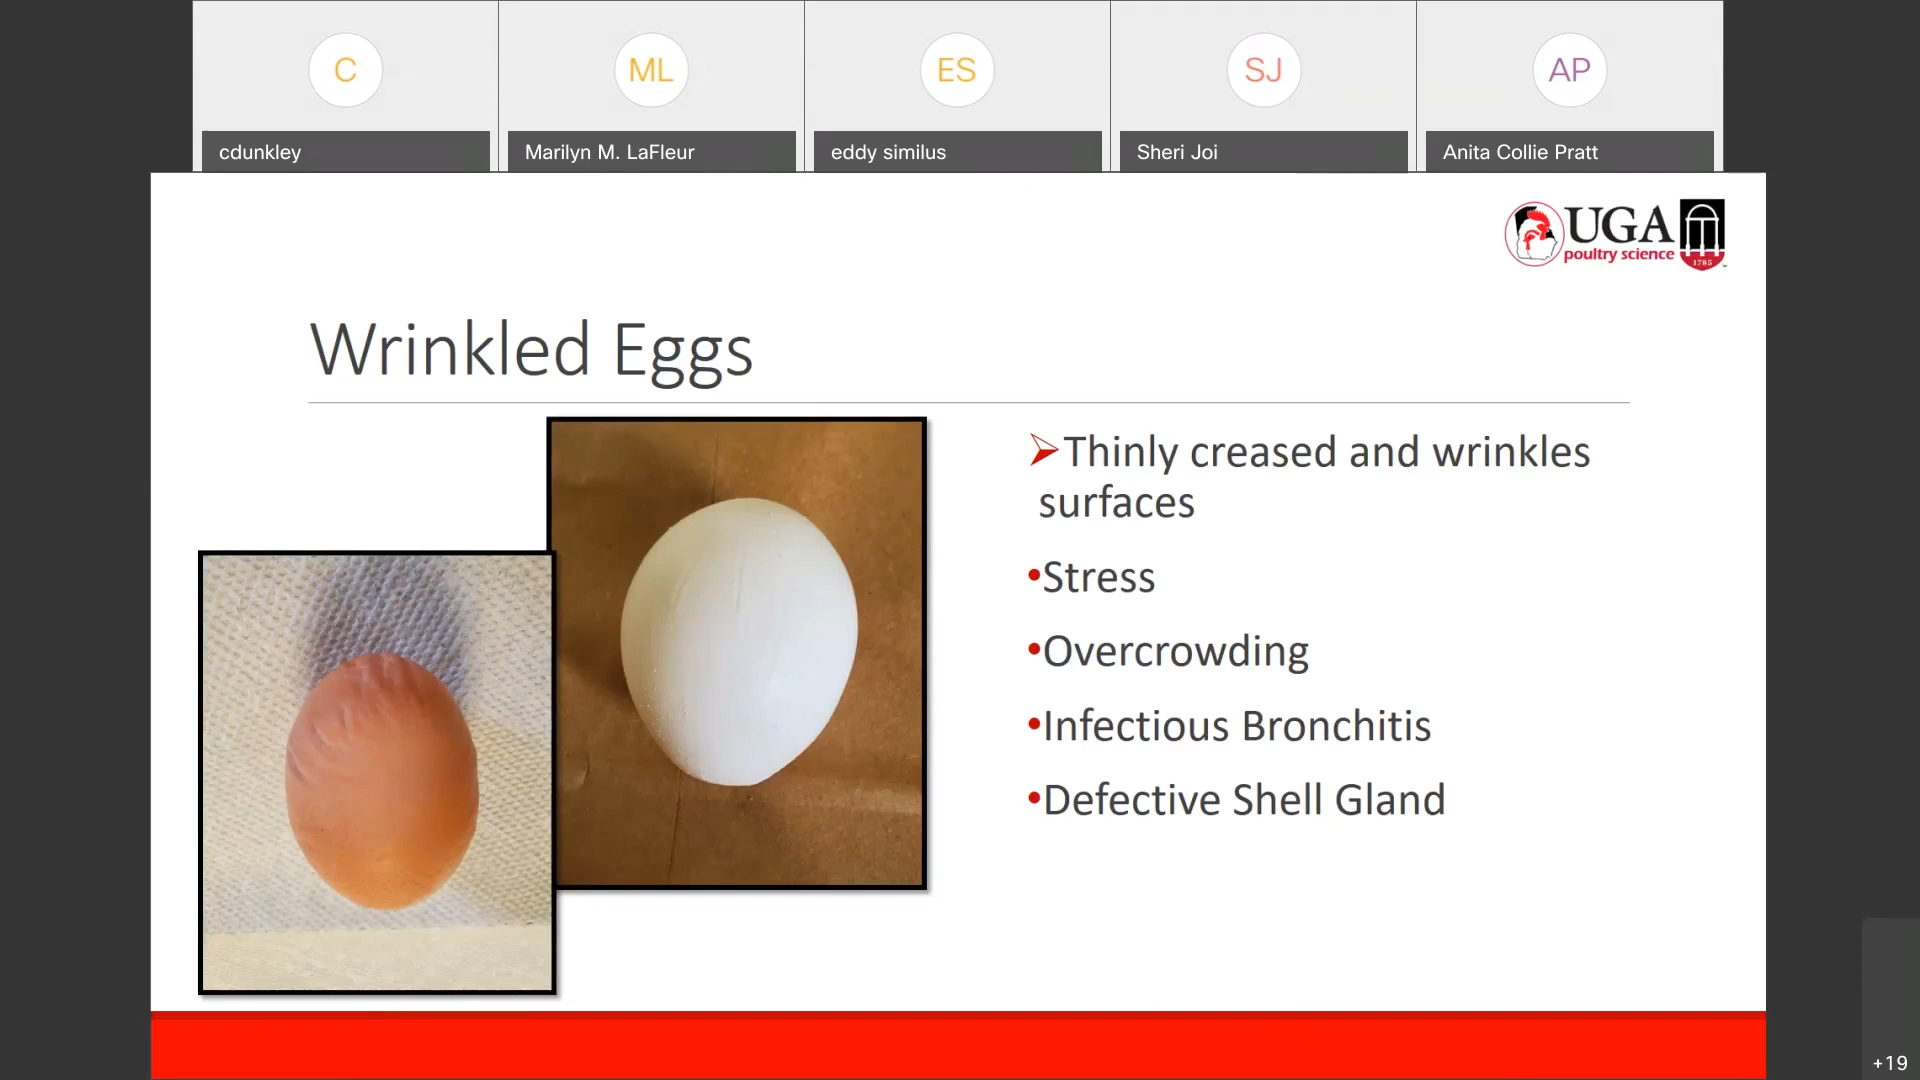 C
ML
ES
SJ
AP
cdunkley
Marilyn M. LaFleur
eddy similus
Sheri Joi
Anita Collie Pratt
UGA
poultry science
1785
Wrinkled Eggs
Thinly creased and wrinkles
surfaces
•Stress
•Overcrowding
•Infectious Bronchitis
•Defective Shell Gland
+19